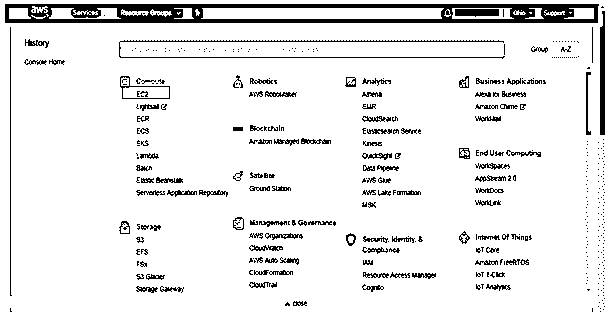 aws
Services
Resource Groups
Ohio
Support
History
Console Home
Group
A-Z
Compute
EC2
Lightsail
ECR
ECS
EKS
Lambda
Batch
Elastic Beanstalk
Serverless Application Repository
Storage
S3
EFS
FSx
S3 Glacier
Storage Gateway
Robotics
AWS RoboMaker
Blockchain
Amazon Managed Blockchain
Satellite
Ground Station
Management & Governance
AWS Organizations
CloudWatch
AWS Auto Scaling
CloudFormation
CloudTrail
Analytics
Athena
EMR
CloudSearch
Elasticsearch Service
Kinesis
QuickSight
Data Pipeline
AWS Glue
AWS Lake Formation
MSK
Security, Identity, &
Compliance
IAM
Resource Access Manager
Cognito
Business Applications
Alexa for Business
Amazon Chime
WorkMail
End User Computing
WorkSpaces
AppStream 2.0
WorkDocs
WorkLink
Internet Of Things
IoT Core
Amazon FreeRTOS
IoT 1-Click
IoT Analytics
close